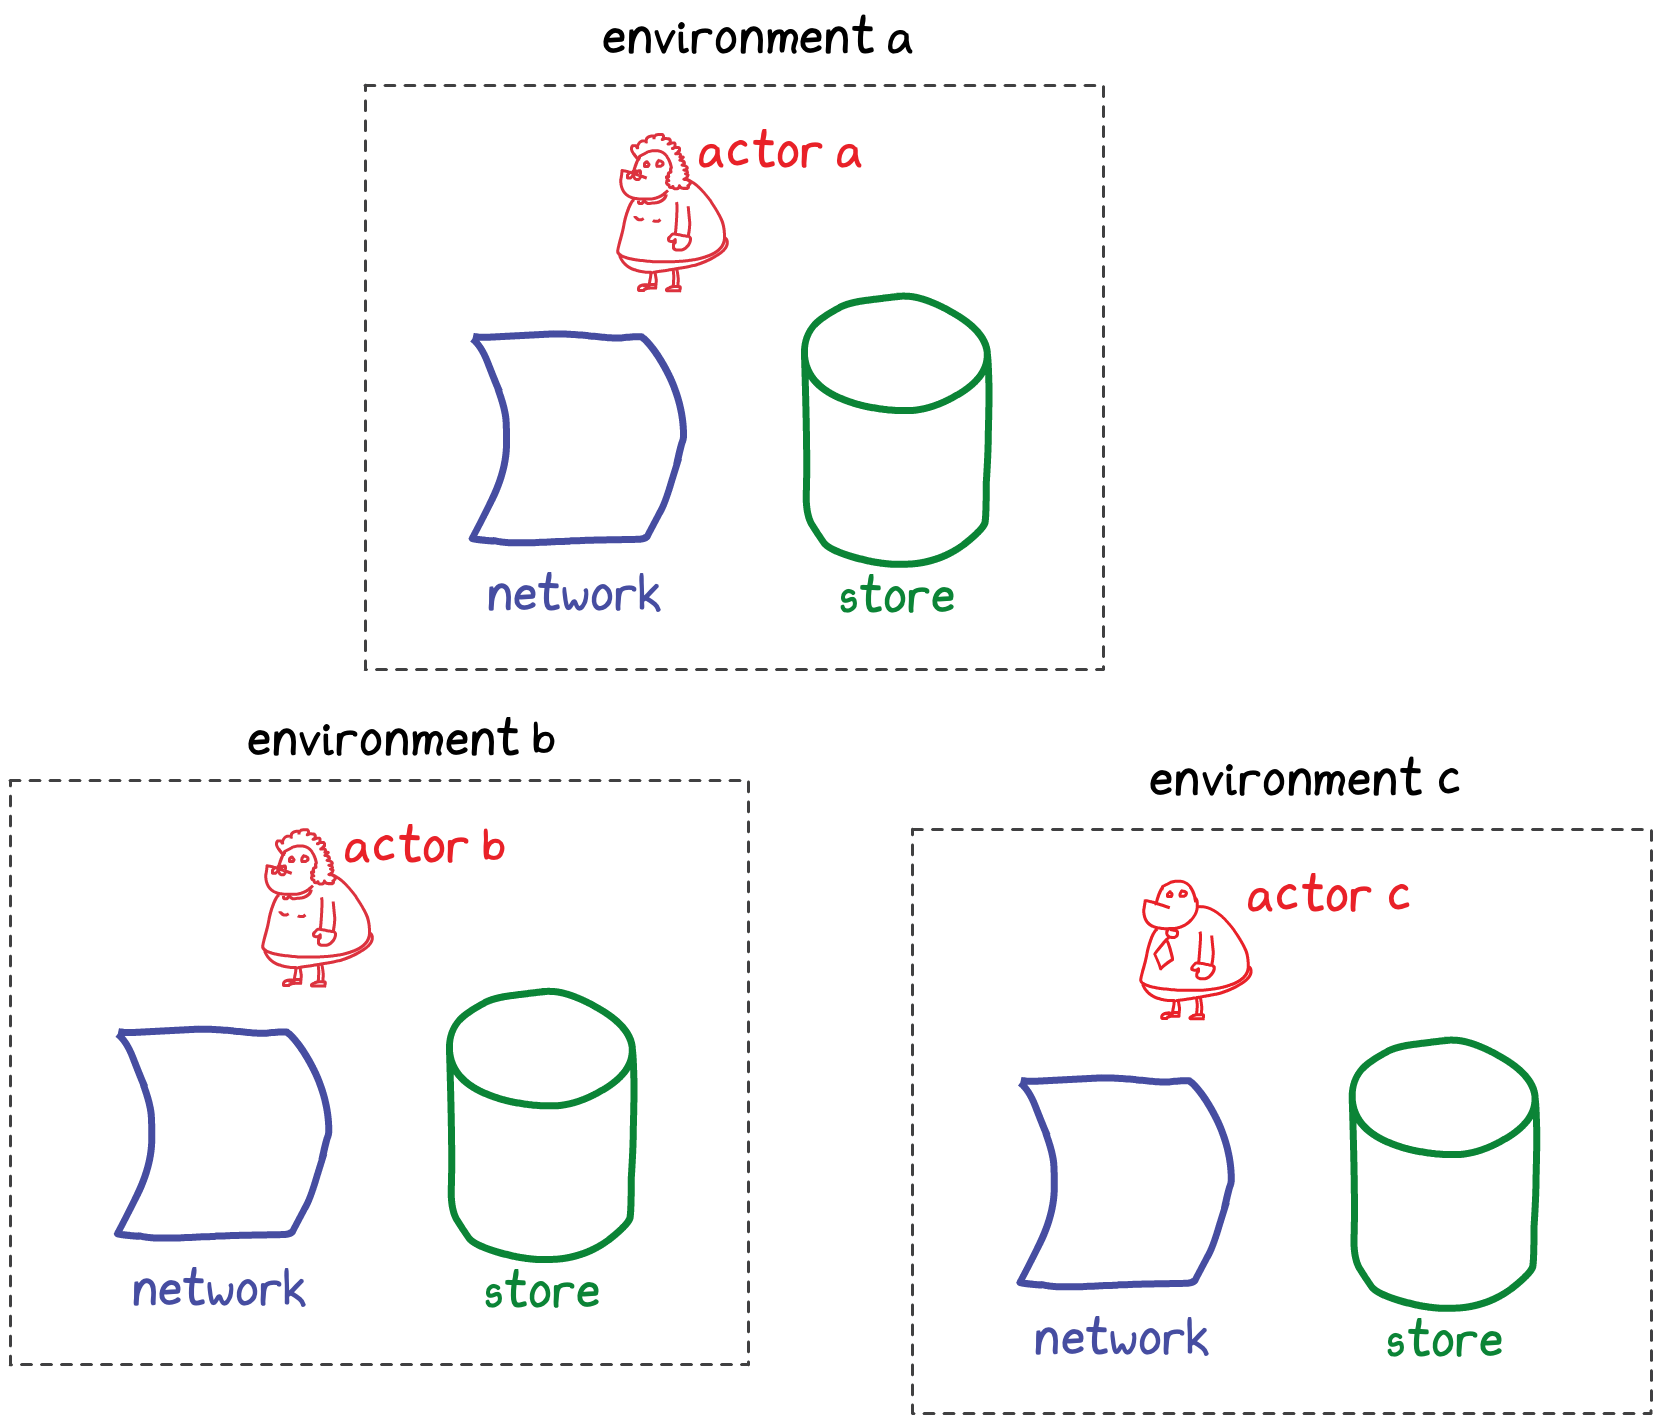 environment a
actor a
network
store
environment b
actor b
network
store
environment c
actor c
network
store